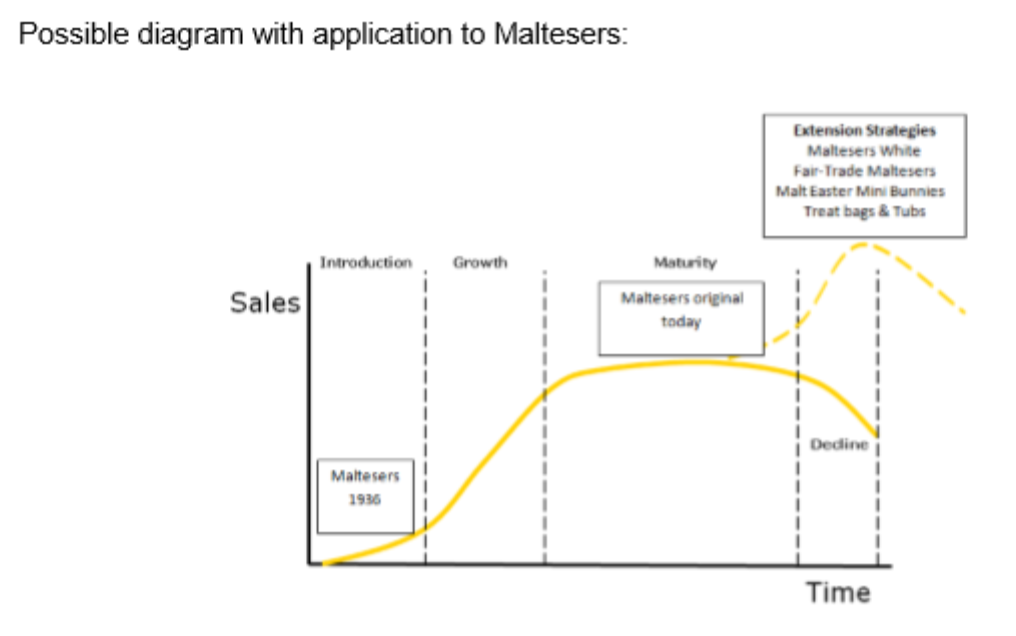 Possible diagram with application to Maltesers:
Extension Strategies
Maltesers White
Fair-Trade Maltesers
Malt Easter Mini Bunnies
Treat bags & Tubs
Introduction
Growth
Maturity
Sales
Maltesers original
today
Decline
Maltesers
1936
Time